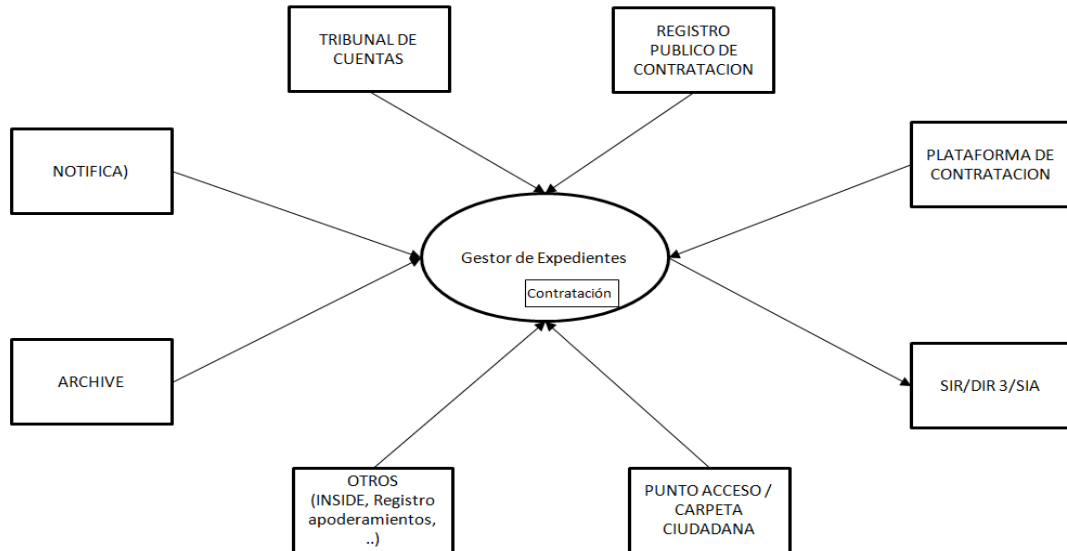 TRIBUNAL DE
CUENTAS
REGISTRO
PUBLICO DE
CONTRATACION
NOTIFICA)
PLATAFORMA DE
CONTRATACION
Gestor de Expedientes
Contratación
ARCHIVE
SIR/DIR 3/SIA
OTROS
(INSIDE, Registro
apoderamientos,
..)
PUNTO ACCESO /
CARPETA
CIUDADANA